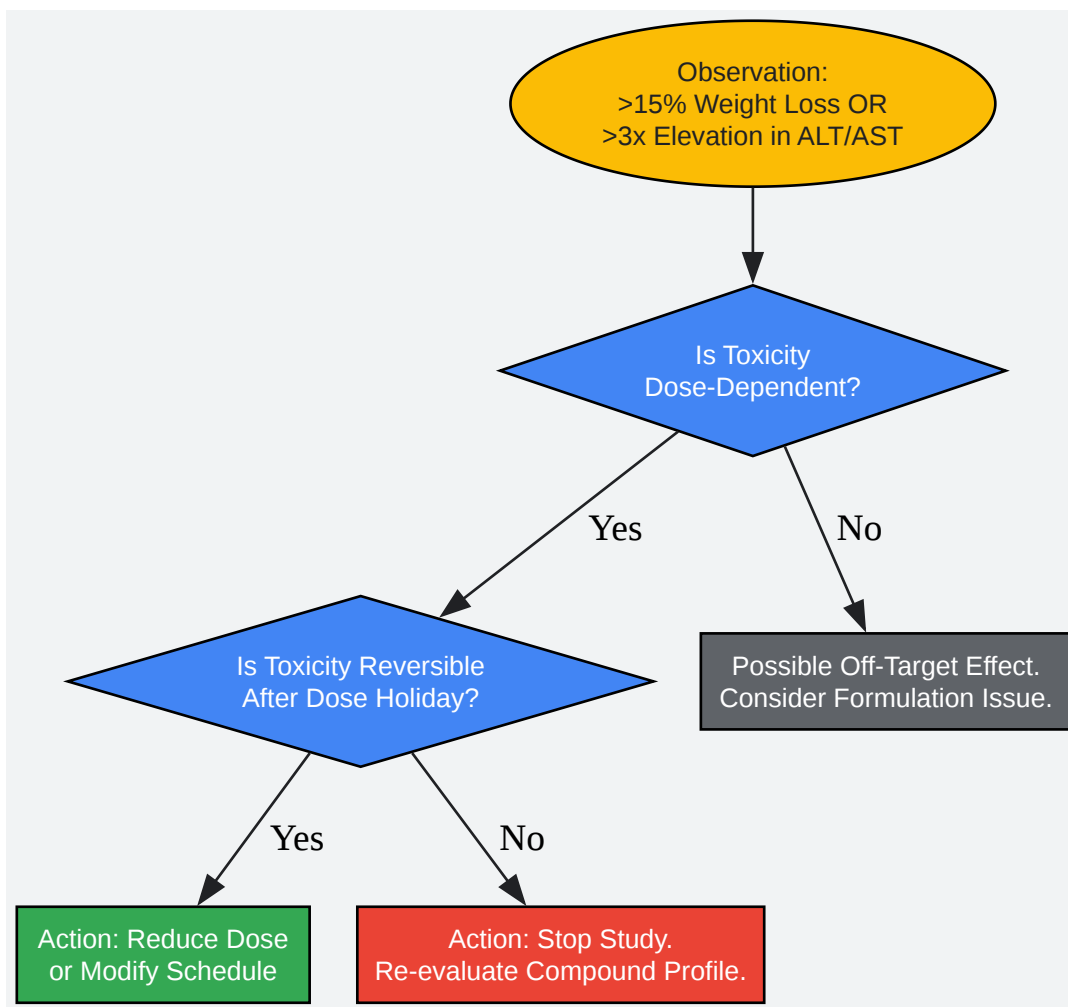 Observation:
>15% Weight Loss OR
>3x Elevation in ALT/AST
Is Toxicity
Dose-Dependent?
Yes
No
Is Toxicity Reversible
After Dose Holiday?
Possible Off-Target Effect.
Consider Formulation Issue.
Yes
No
Action: Reduce Dose
or Modify Schedule
Action: Stop Study.
Re-evaluate Compound Profile.